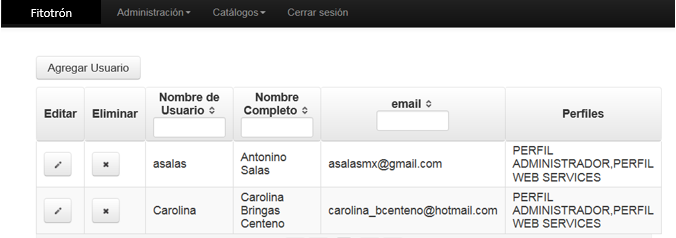 Fitotrón Administración Catálogos Cerrar sesión
Agregar Usuario
Editar Eliminar Nombre de Usuario Nombre Completo email Perfiles
asalas Antonino Salas asalasmx@gmail.com PERFIL ADMINISTRADOR,PERFIL WEB SERVICES
Carolina Carolina Bringas Centeno carolina_bcenteno@hotmail.com PERFIL ADMINISTRADOR,PERFIL WEB SERVICES